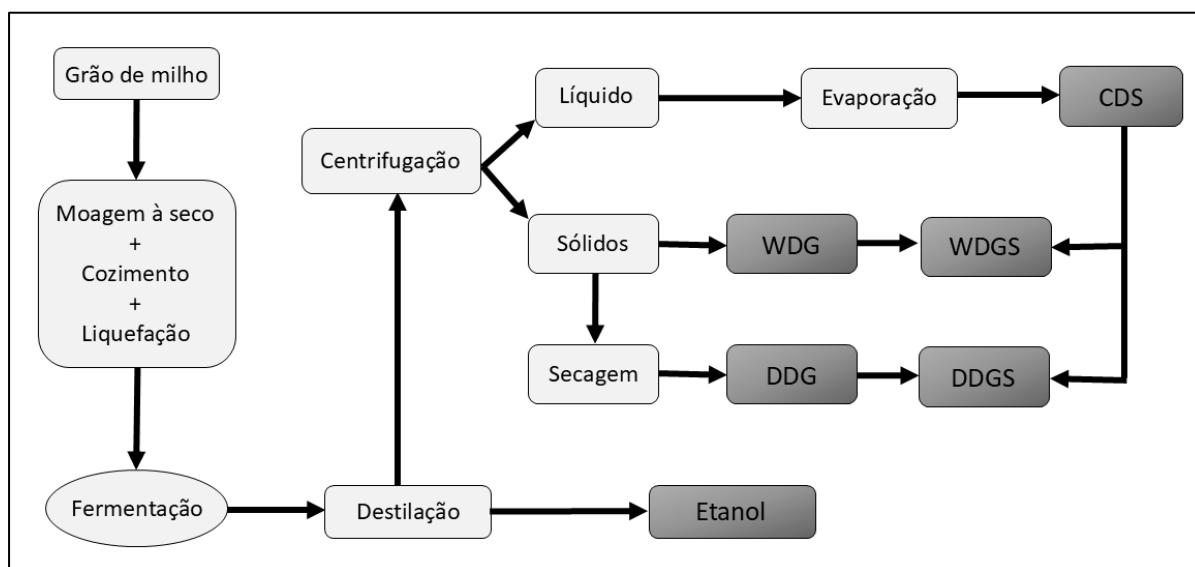 Grão de milho
Moagem à seco
+
Cozimento
+
Liquefação
Fermentação
Destilação
Etanol
Centrifugação
Líquido
Evaporação
CDS
Sólidos
WDG
WDGS
Secagem
DDG
DDGS